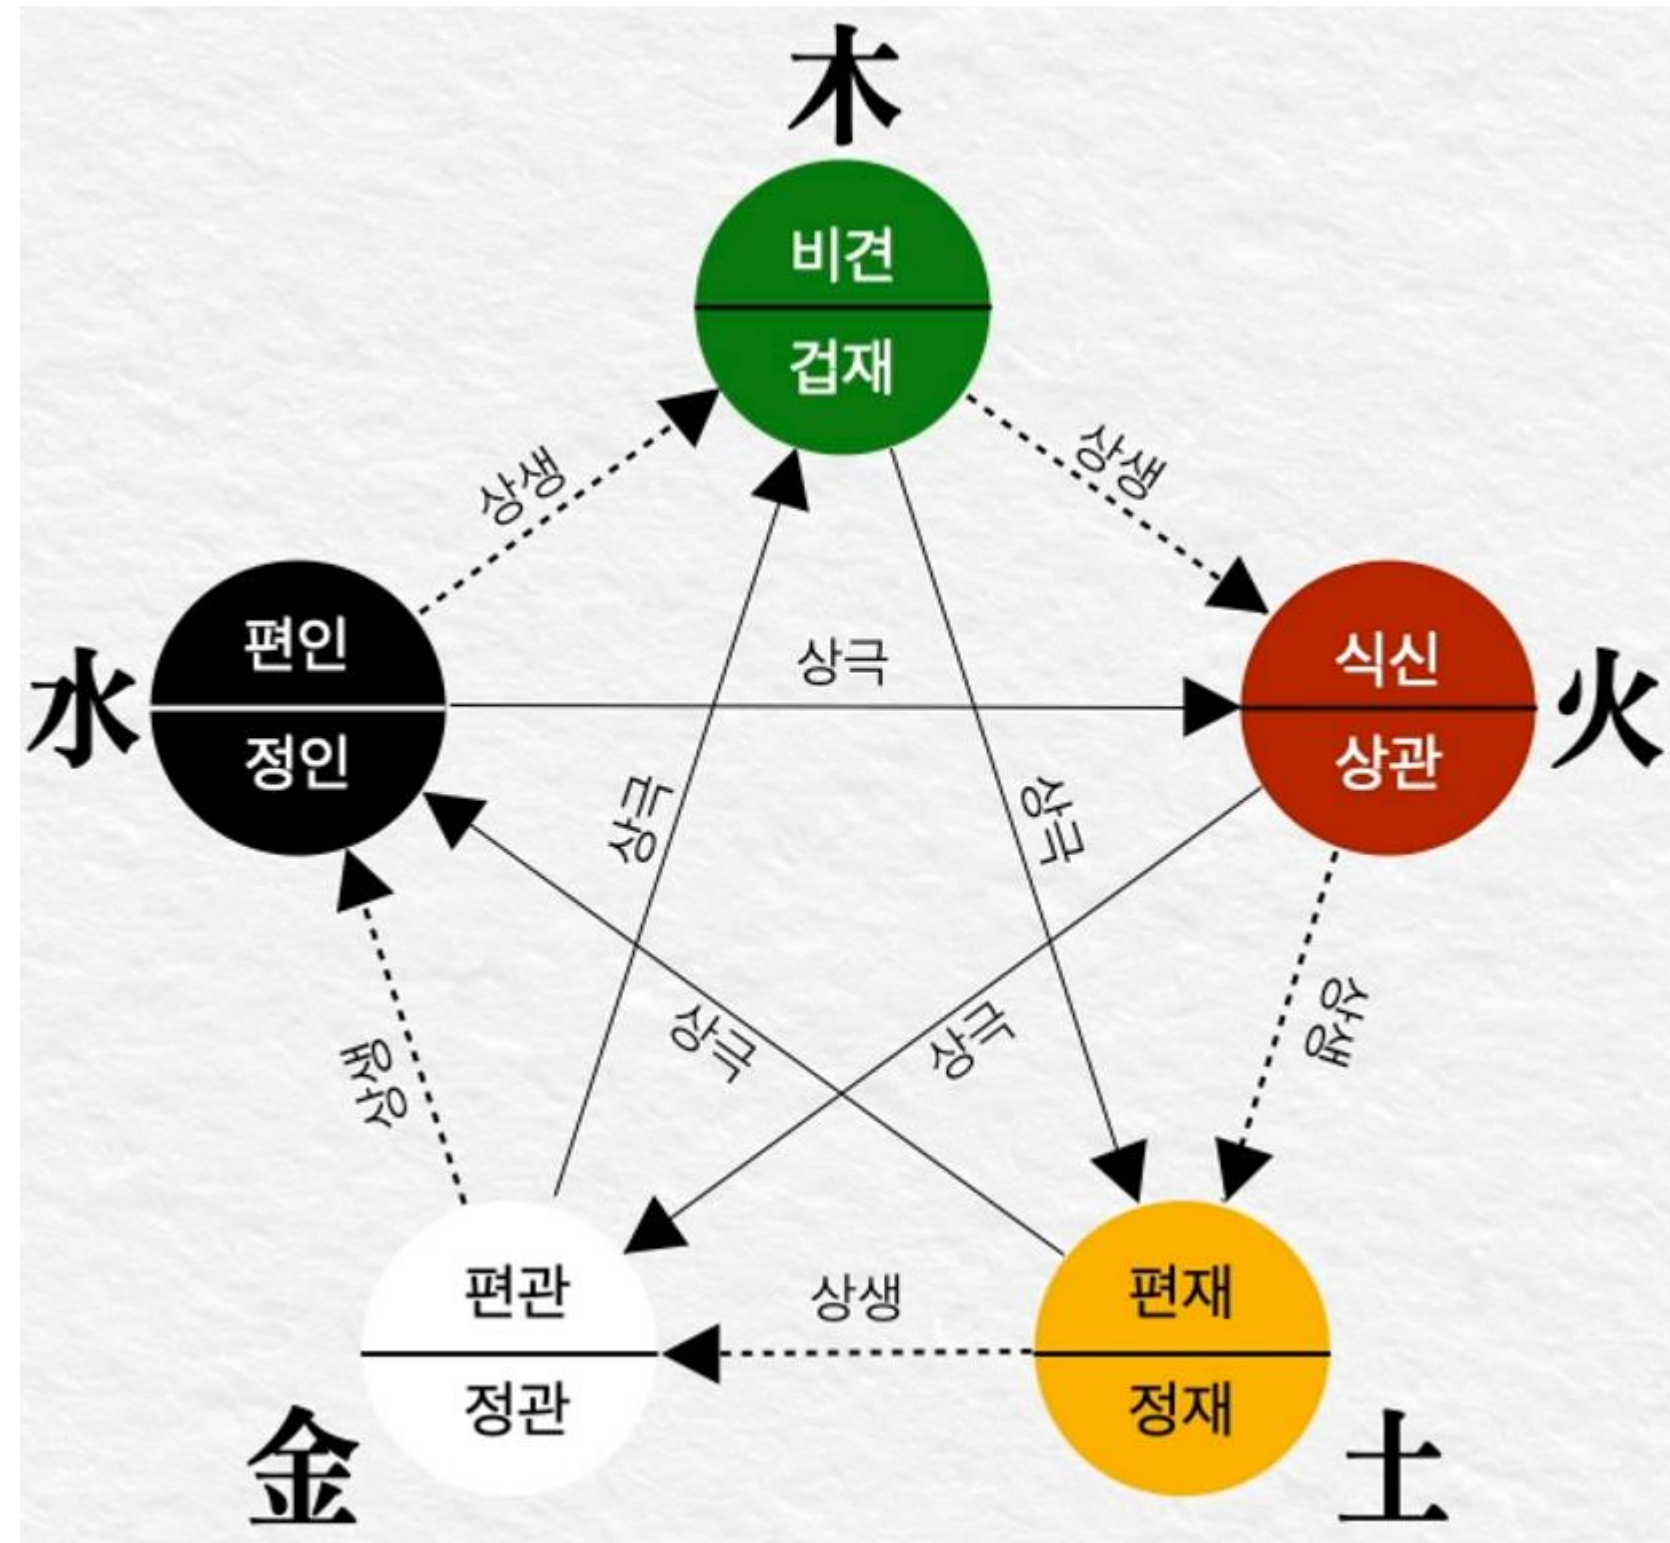 木
비견
겁재
상생
상생
水
편인
정인
상극
식신
상관
火
상극
상극
상극
상극
상생
상생
편관
정관
상생
편재
정재
金
土